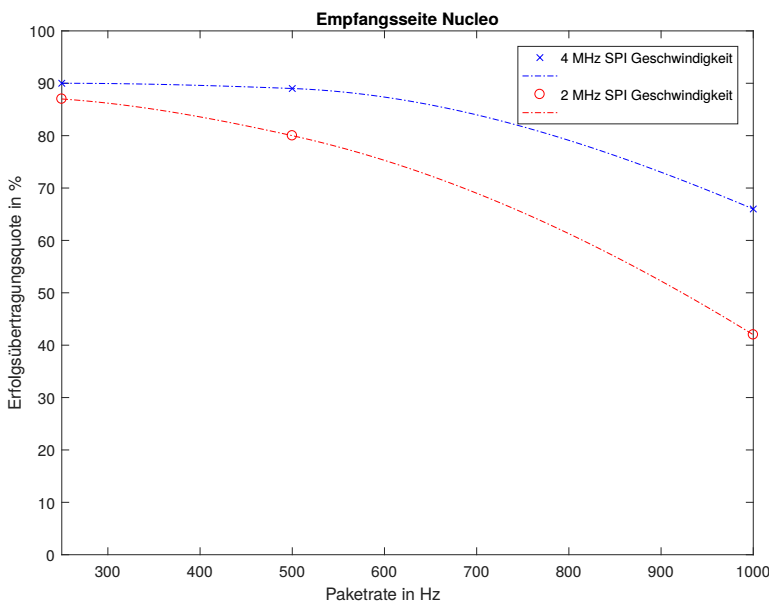 Empfangsseite Nucleo
4 MHz SPI Geschwindigkeit
2 MHz SPI Geschwindigkeit
Erfolgsübertragungsquote in %
100
90
80
70
60
50
40
30
20
10
0
300 400 500 600 700 800 900 1000
Paketrate in Hz